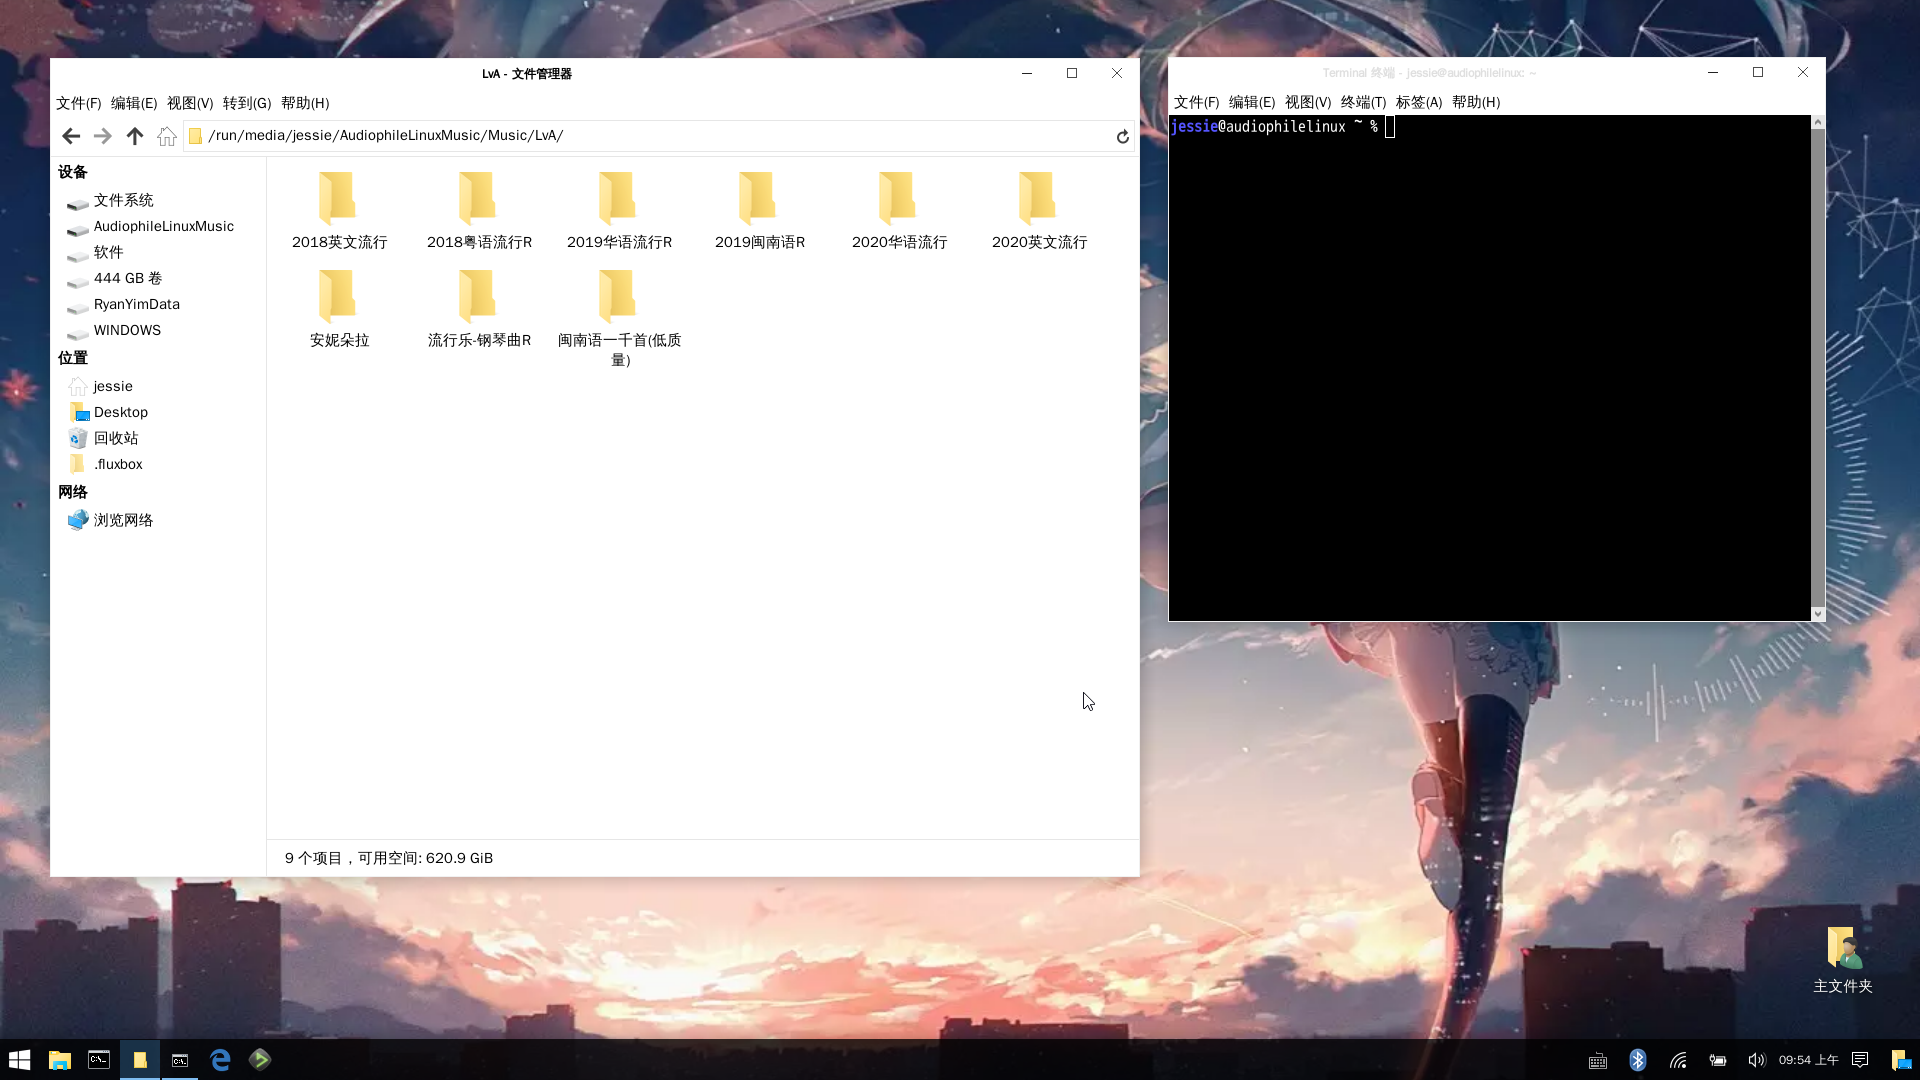 LvA - 文件管理器
文件(F) 编辑(E) 视图(V) 转到(G) 帮助(H)
/run/media/jessie/AudiophileLinuxMusic/Music/LvA/
设备
文件系统
AudiophileLinuxMusic
软件
444 GB 卷
RyanYimData
WINDOWS
位置
jessie
Desktop
回收站
.fluxbox
网络
浏览网络
2018英文流行
2018粤语流行R
2019华语流行R
2019闽南语R
2020华语流行
2020英文流行
安妮朵拉
流行乐-钢琴曲R
闽南语一千首(低质
量)
9 个项目，可用空间: 620.9 GiB
Terminal 终端 - jessie@audiophilelinux: ~
文件(F) 编辑(E) 视图(V) 终端(T) 标签(A) 帮助(H)
jessie@audiophilelinux ~ %
主文件夹
09:54 上午